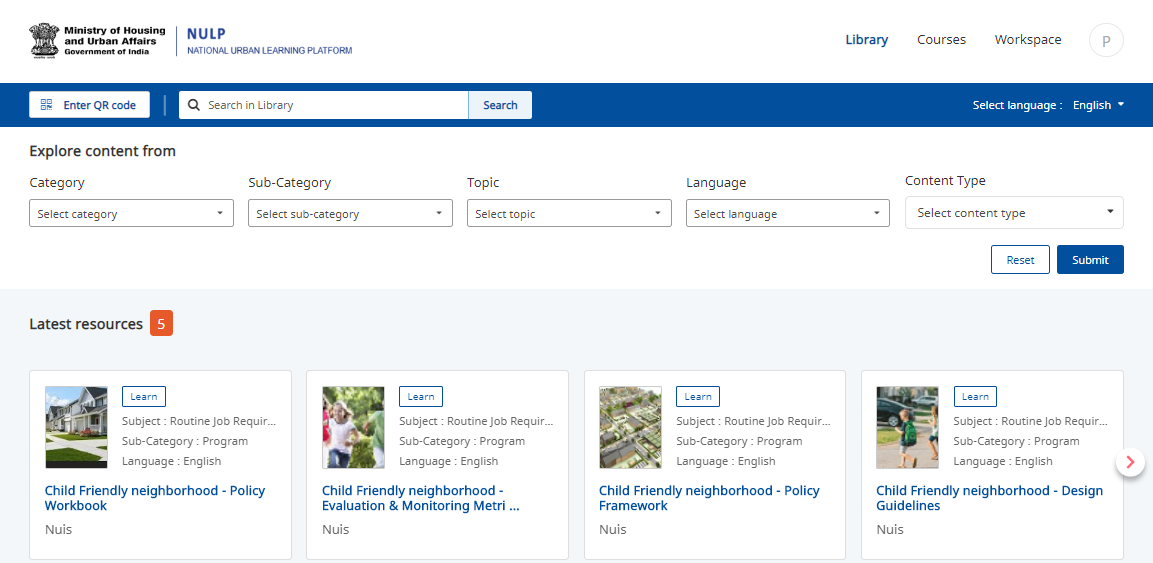 Ministry of Housing
and Urban Affairs
Government of India
NULP
NATIONAL URBAN LEARNING PLATFORM
Library
Courses
Workspace
P
Enter QR code
Search in Library
Search
Select language :
English
Explore content from
Category
Sub-Category
Topic
Language
Content Type
Select category
Select sub-category
Select topic
Select language
Select content type
Reset
Submit
Latest resources
5
Learn
Subject : Routine Job Requir...
Sub-Category : Program
Language : English
Child Friendly neighborhood - Policy
Workbook
Nuis
Learn
Subject : Routine Job Requir...
Sub-Category : Program
Language : English
Child Friendly neighborhood -
Evaluation & Monitoring Metri ...
Nuis
Learn
Subject : Routine Job Requir...
Sub-Category : Program
Language : English
Child Friendly neighborhood - Policy
Framework
Nuis
Learn
Subject : Routine Job Requir...
Sub-Category : Program
Language : English
Child Friendly neighborhood - Design
Guidelines
Nuis